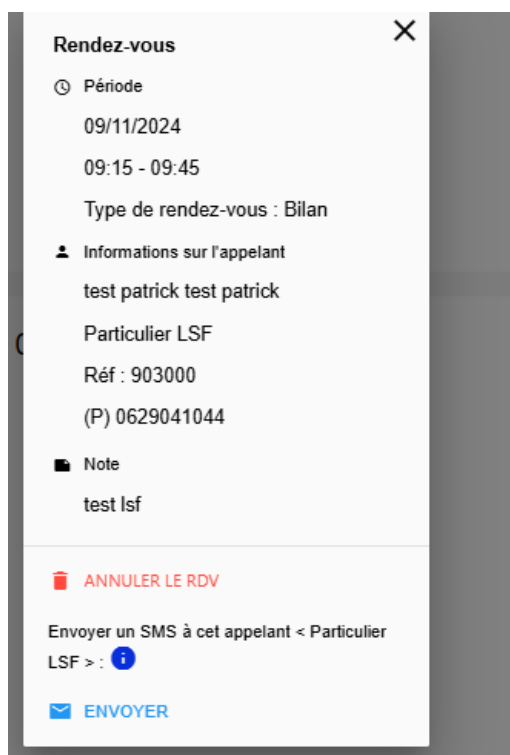 Rendez-vous
Période
09/11/2024
09:15 - 09:45
Type de rendez-vous : Bilan
Informations sur l'appelant
test patrick test patrick
Particulier LSF
Réf : 903000
(P) 0629041044
Note
test lsf
ANNULER LE RDV
Envoyer un SMS à cet appelant < Particulier
LSF > :
ENVOYER